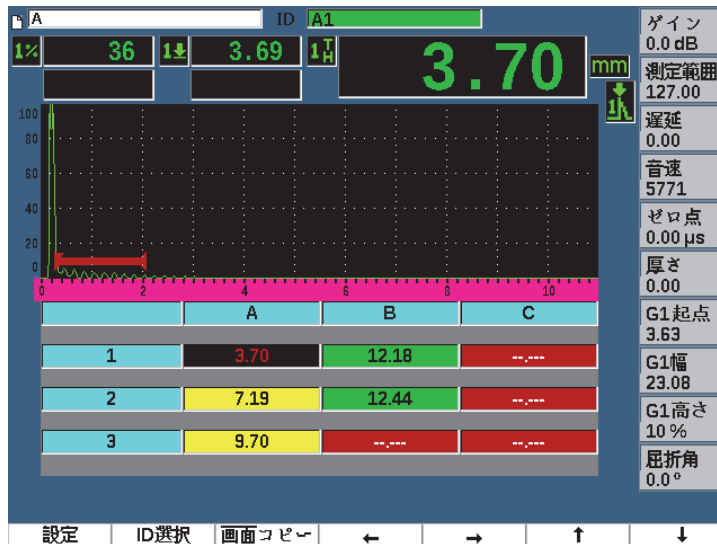 A ID A1
1% 36 1 3.69 1 TH 3.70 mm
1
100
80
60
40
20
0
0 2 4 6 8 10
A B C
1 3.70 12.18 --.---
2 7.19 12.44 --.---
3 9.70 --.--- --.---
ゲイン
0.0 dB
測定範囲
127.00
遅延
0.00
音速
5771
ゼロ点
0.00 µs
厚さ
0.00
G1起点
3.63
G1幅
23.08
G1高さ
10 %
屈折角
0.0 º
設定 ID選択 画面コピー ← → ↑ ↓